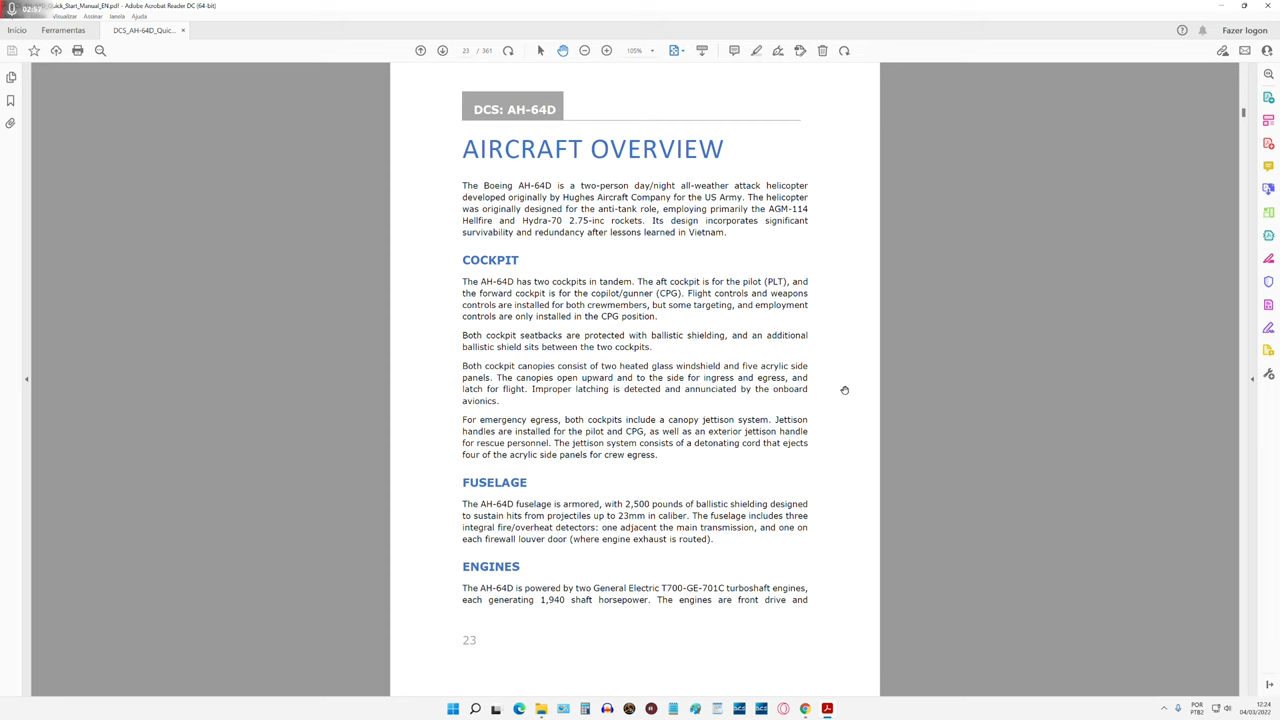 Quick_Start_Manual_EN.pdf - Adobe Acrobat Reader DC (64-bit)
02:57
Visualizar Assinar Janela Ajuda
Início Ferramentas DCS_AH-64D_Quic... Fazer logon
23 / 361 105%
DCS: AH-64D
AIRCRAFT OVERVIEW
The Boeing AH-64D is a two-person day/night all-weather attack helicopter
developed originally by Hughes Aircraft Company for the US Army. The helicopter
was originally designed for the anti-tank role, employing primarily the AGM-114
Hellfire and Hydra-70 2.75-inc rockets. Its design incorporates significant
survivability and redundancy after lessons learned in Vietnam.
COCKPIT
The AH-64D has two cockpits in tandem. The aft cockpit is for the pilot (PLT), and
the forward cockpit is for the copilot/gunner (CPG). Flight controls and weapons
controls are installed for both crewmembers, but some targeting, and employment
controls are only installed in the CPG position.
Both cockpit seatbacks are protected with ballistic shielding, and an additional
ballistic shield sits between the two cockpits.
Both cockpit canopies consist of two heated glass windshield and five acrylic side
panels. The canopies open upward and to the side for ingress and egress, and
latch for flight. Improper latching is detected and annunciated by the onboard
avionics.
For emergency egress, both cockpits include a canopy jettison system. Jettison
handles are installed for the pilot and CPG, as well as an exterior jettison handle
for rescue personnel. The jettison system consists of a detonating cord that ejects
four of the acrylic side panels for crew egress.
FUSELAGE
The AH-64D fuselage is armored, with 2,500 pounds of ballistic shielding designed
to sustain hits from projectiles up to 23mm in caliber. The fuselage includes three
integral fire/overheat detectors: one adjacent the main transmission, and one on
each firewall louver door (where engine exhaust is routed).
ENGINES
The AH-64D is powered by two General Electric T700-GE-701C turboshaft engines,
each generating 1,940 shaft horsepower. The engines are front drive and
23
POR 12:24
PTB2 04/03/2022